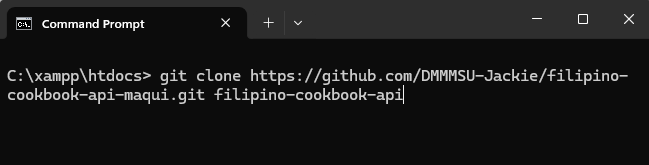 Command Prompt
C:\xampp\htdocs> git clone https://github.com/DMMMSU-Jackie/filipino-
cookbook-api-maqui.git filipino-cookbook-api